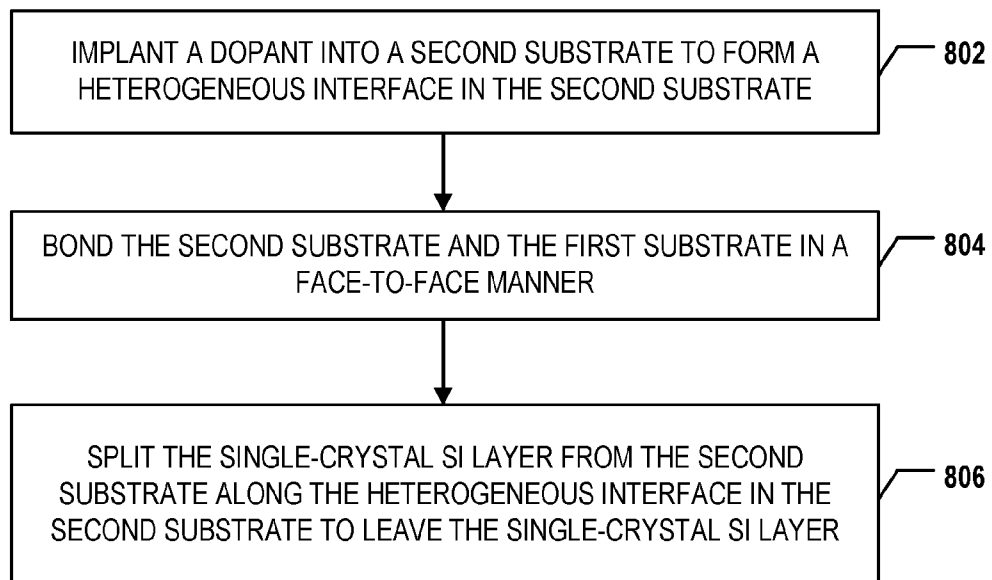 IMPLANT A DOPANT INTO A SECOND SUBSTRATE TO FORM A
HETEROGENEOUS INTERFACE IN THE SECOND SUBSTRATE
802
BOND THE SECOND SUBSTRATE AND THE FIRST SUBSTRATE IN A
FACE-TO-FACE MANNER
804
SPLIT THE SINGLE-CRYSTAL SI LAYER FROM THE SECOND
SUBSTRATE ALONG THE HETEROGENEOUS INTERFACE IN THE
SECOND SUBSTRATE TO LEAVE THE SINGLE-CRYSTAL SI LAYER
806